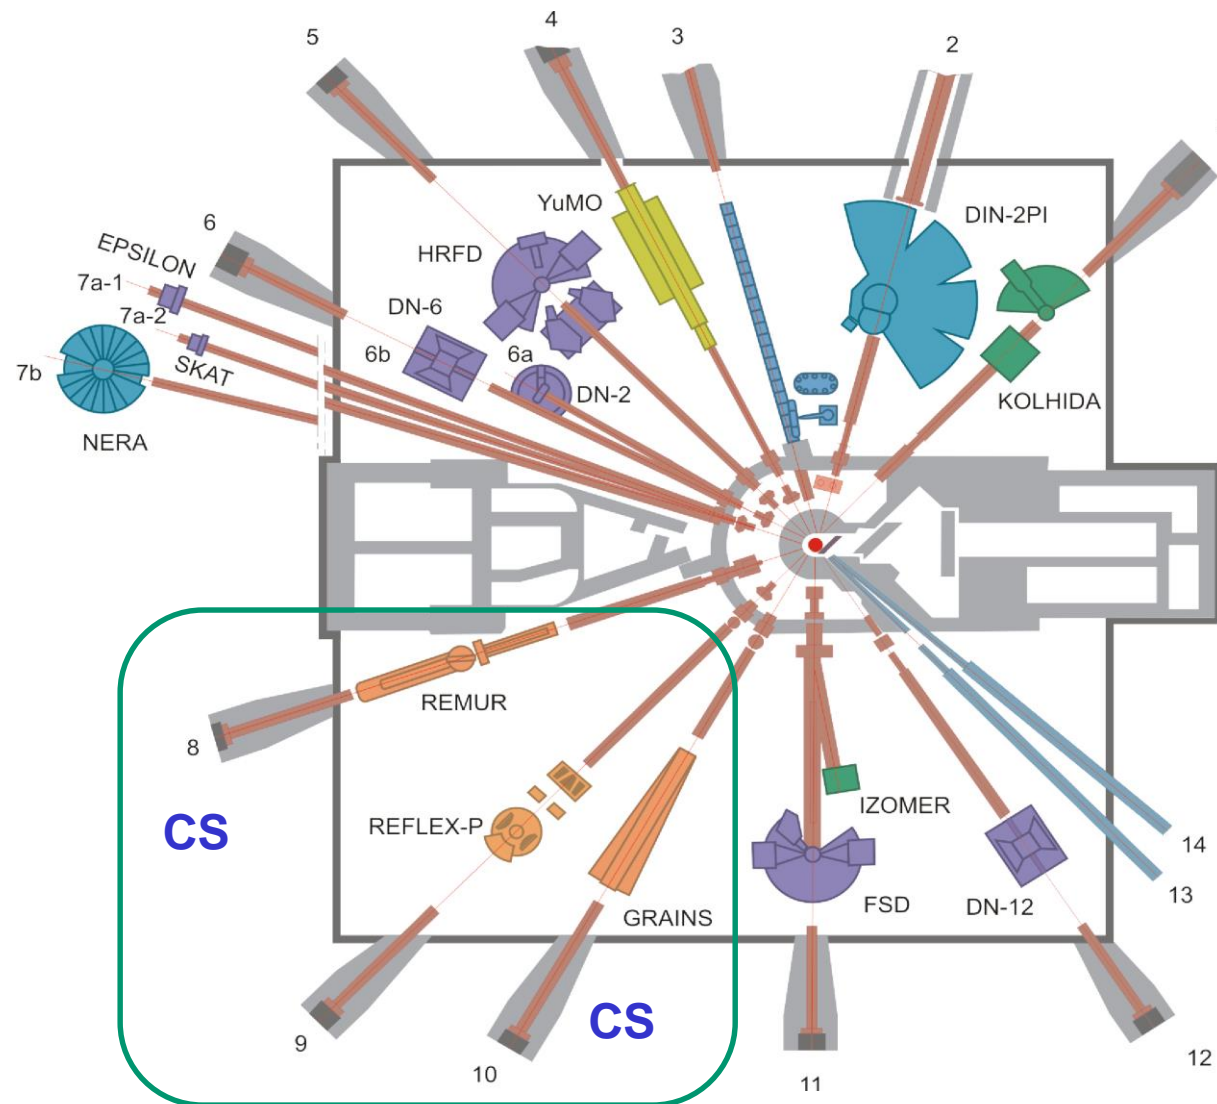 4
3
2
5
YuMO
DIN-2PI
6
EPSILON
HRFD
7a-1
DN-6
7a-2
6b
6a
7b
SKAT
DN-2
KOLHIDA
NERA
REMUR
8
IZOMER
CS
REFLEX-P
14
13
FSD
DN-12
GRAINS
CS
9
10
11
12